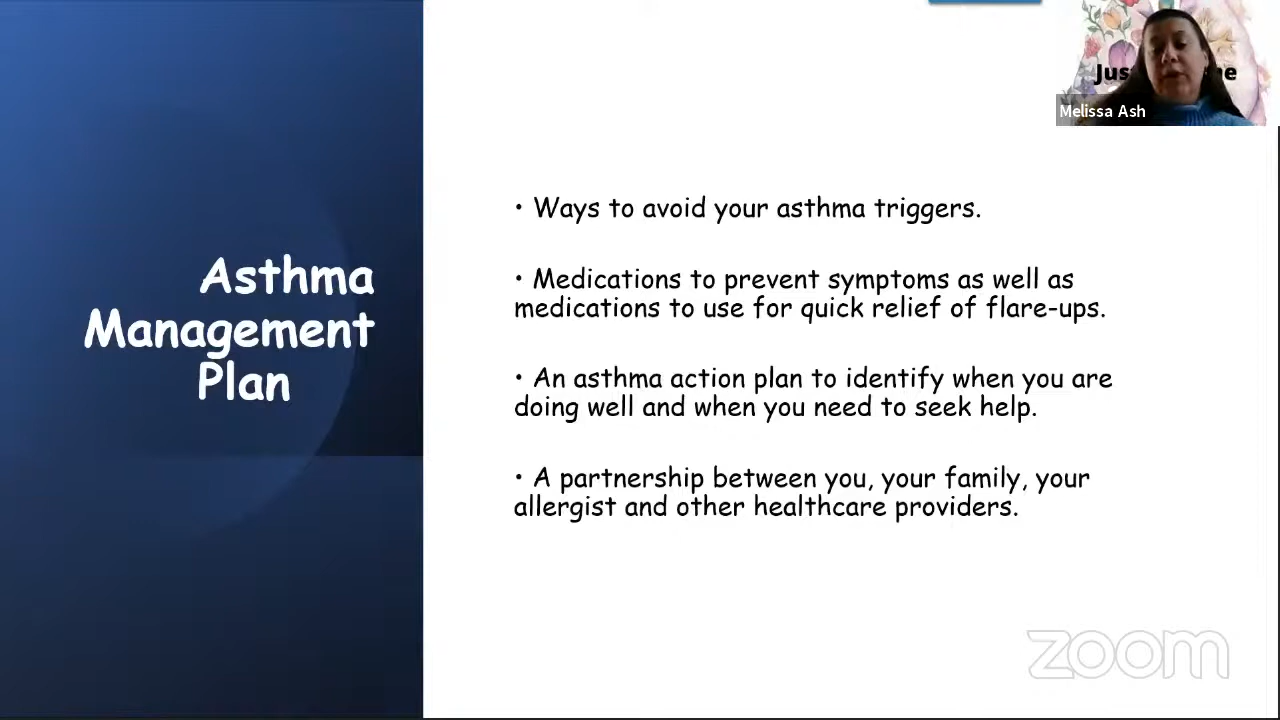 Asthma
Management
Plan
• Ways to avoid your asthma triggers.
• Medications to prevent symptoms as well as
medications to use for quick relief of flare-ups.
• An asthma action plan to identify when you are
doing well and when you need to seek help.
• A partnership between you, your family, your
allergist and other healthcare providers.
Melissa Ash
zoom